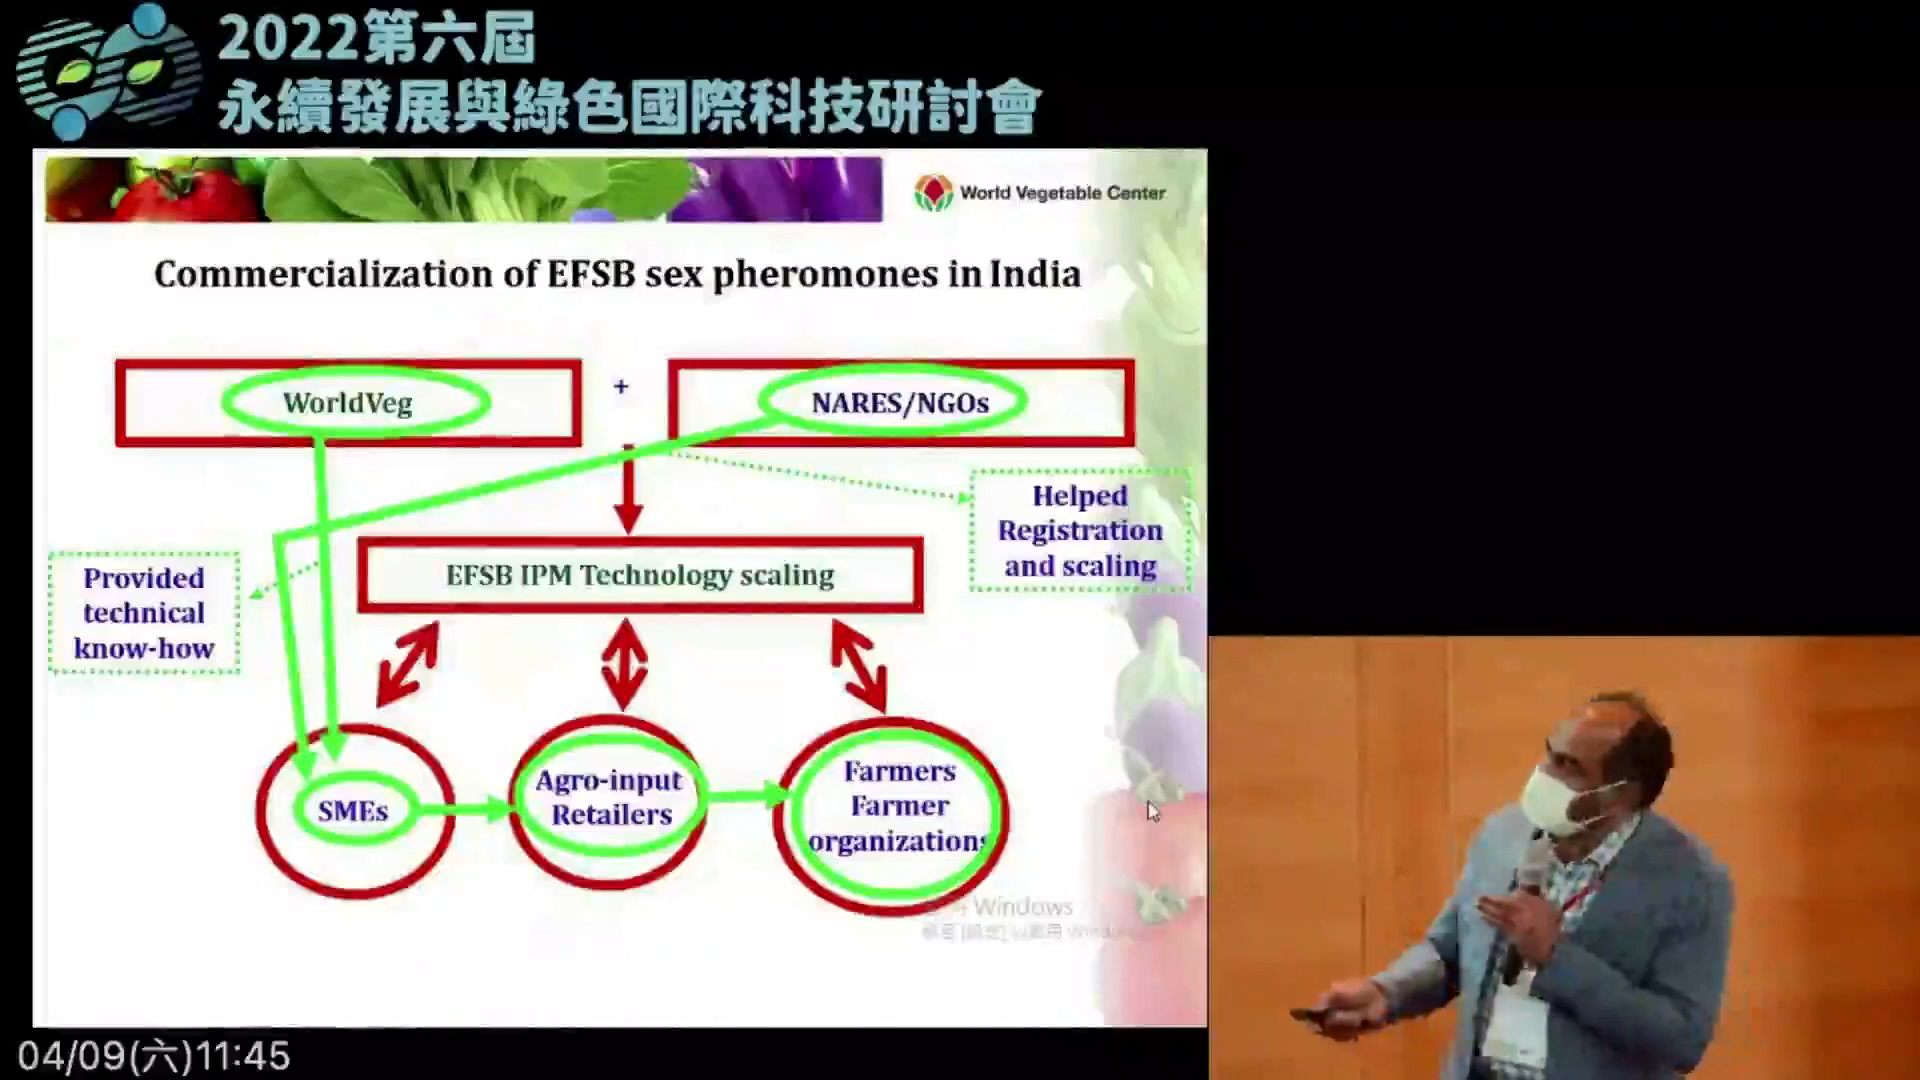 2022第六屆
永續發展與綠色國際科技研討會
World Vegetable Center
Commercialization of EFSB sex pheromones in India
WorldVeg
+
NARES/NGOs
Helped
Registration
and scaling
EFSB IPM Technology scaling
Provided
technical
know-how
SMEs
Agro-input
Retailers
Farmers
Farmer
organizations
Windows
04/09(六)11:45